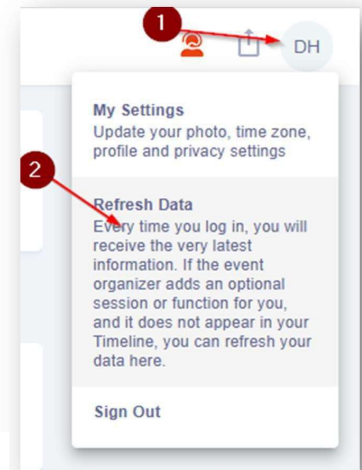 1
DH
My Settings
Update your photo, time zone,
profile and privacy settings
2
Refresh Data
Every time you log in, you will
receive the very latest
information. If the event
organizer adds an optional
session or function for you,
and it does not appear in your
Timeline, you can refresh your
data here.
Sign Out